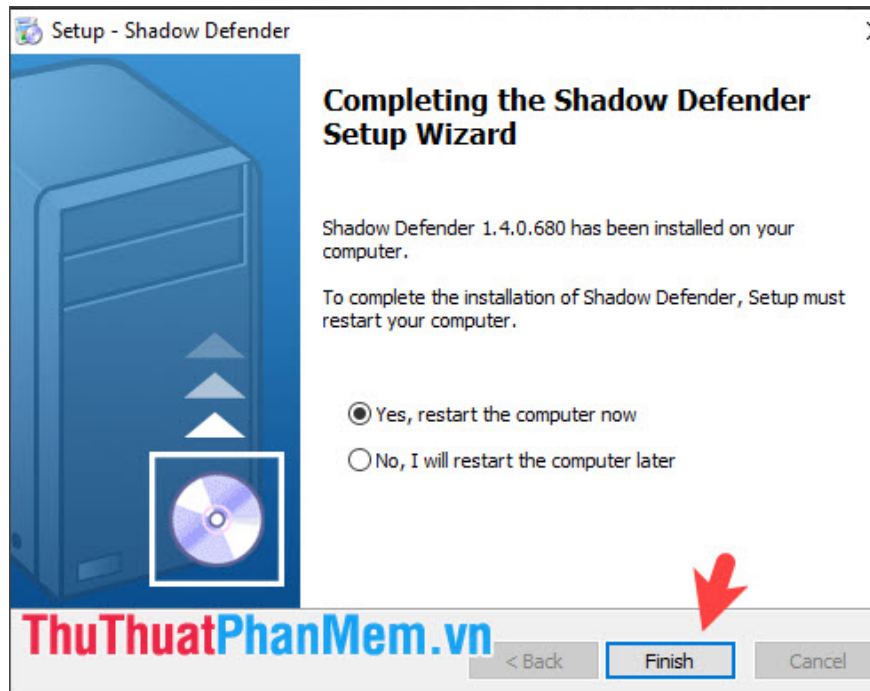 Setup - Shadow Defender
Completing the Shadow Defender
Setup Wizard
Shadow Defender 1.4.0.680 has been installed on your
computer.
To complete the installation of Shadow Defender, Setup must
restart your computer.
Yes, restart the computer now
No, I will restart the computer later
ThuThuatPhanMem.vn
< Back
Finish
Cancel